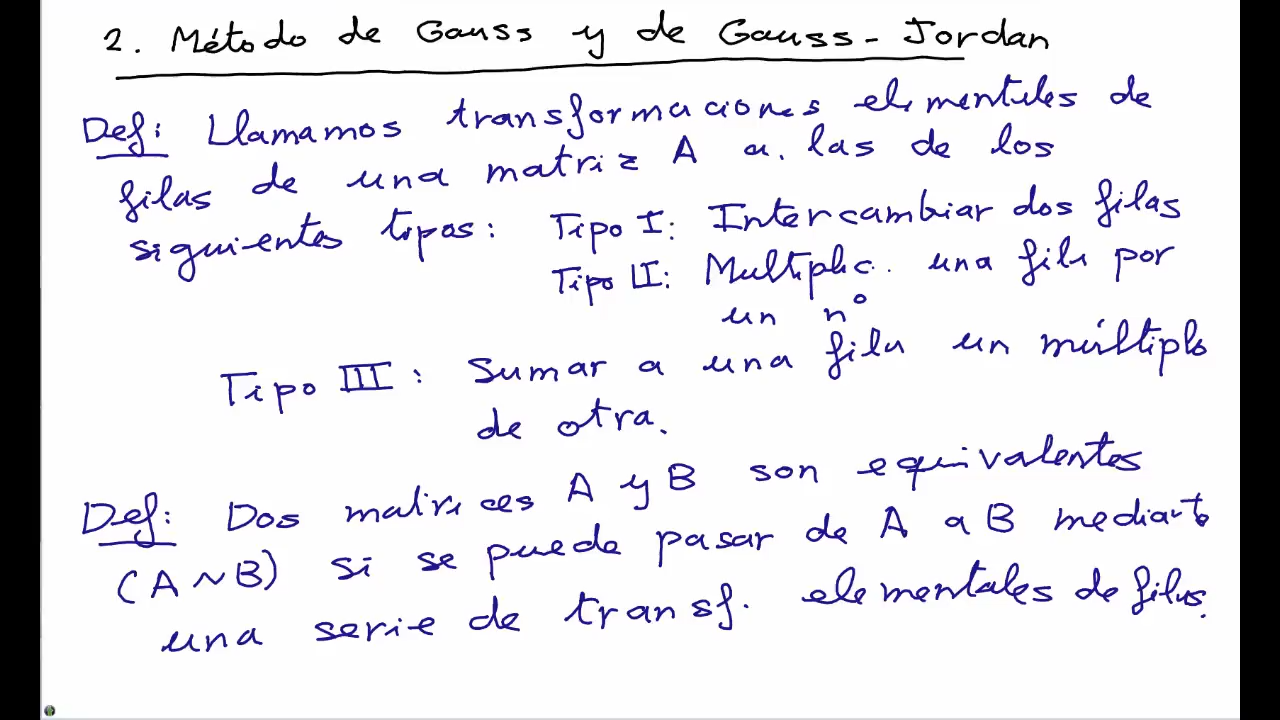 2. Método de Gauss y de Gauss-Jordan
Def: Llamamos transformaciones elementales de
filas de una matriz A a las de los
siguientes tipos: Tipo I: Intercambiar dos filas
Tipo II: Multiplic. una fila por
un nº
Tipo III: Sumar a una fila un múltiplo
de otra.
Def: Dos matrices A y B son equivalentes
(A ~ B) si se puede pasar de A a B mediante
una serie de transf. elementales de filas.